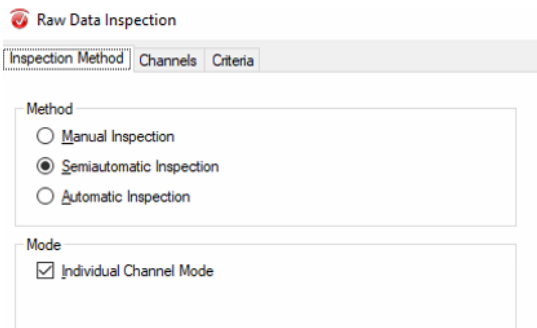 Raw Data Inspection
Inspection Method Channels Criteria
Method
Manual Inspection
Semiautomatic Inspection
Automatic Inspection
Mode
Individual Channel Mode